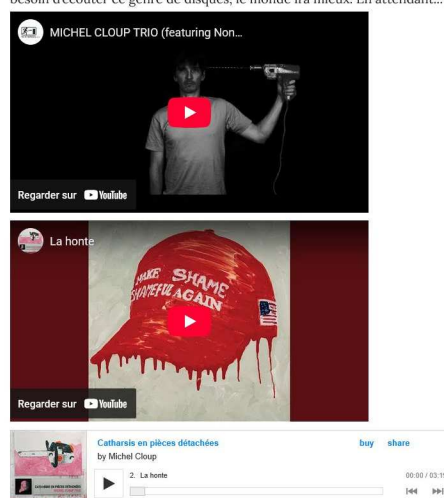 besoin d'écouter ce genre de disques, le monde ira mieux. En attendant...
MICHEL CLOUP TRIO (featuring Non...
Regarder sur YouTube
La honte
MAKE SHAME
SHAMEFUL AGAIN
Regarder sur YouTube
Catharsis en pièces détachées
buy share
by Michel Cloup
2. La honte
00:00 / 03:15